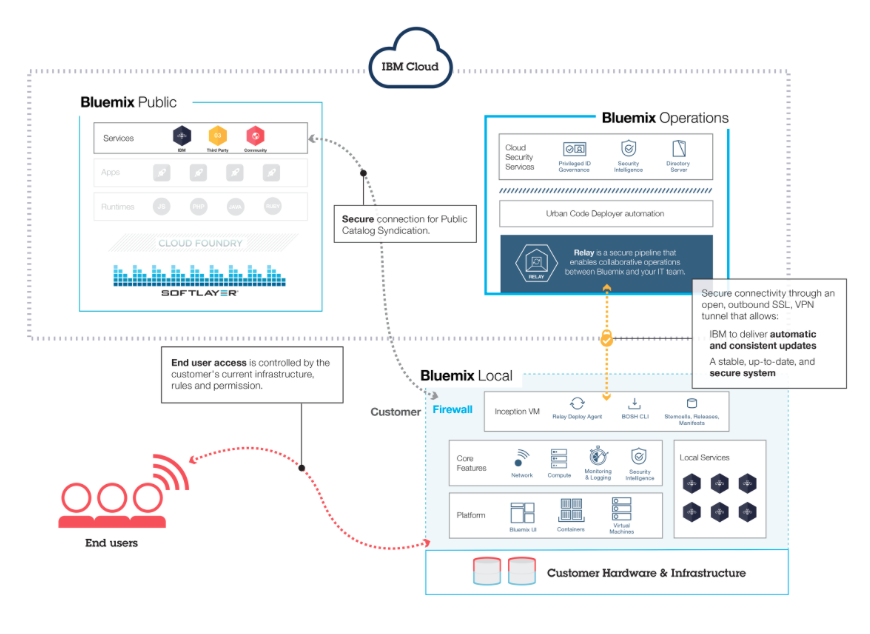 IBM Cloud
Bluemix Public
Services
IBM
Third Party
Community
Apps
Runtimes
JS
PHP
JAVA
RUBY
CLOUD FOUNDRY
SOFTLAYER
Secure connection for Public
Catalog Syndication.
Bluemix Operations
Cloud
Security
Services
Privileged ID
Governance
Security
Intelligence
Directory
Server
Urban Code Deployer automation
RELAY
Relay is a secure pipeline that
enables collaborative operations
between Bluemix and your IT team.
Secure connectivity through an
open, outbound SSL, VPN
tunnel that allows:
IBM to deliver automatic
and consistent updates
A stable, up-to-date, and
secure system
End user access is controlled by the
customer's current infrastructure,
rules and permission.
Bluemix Local
Customer
Firewall
Inception VM
Relay Deploy Agent
BOSH CLI
Stemcells, Releases,
Manifests
Core
Features
Network
Compute
Monitoring
& Logging
Security
Intelligence
Local Services
Platform
Bluemix UI
Containers
Virtual
Machines
End users
Customer Hardware & Infrastructure